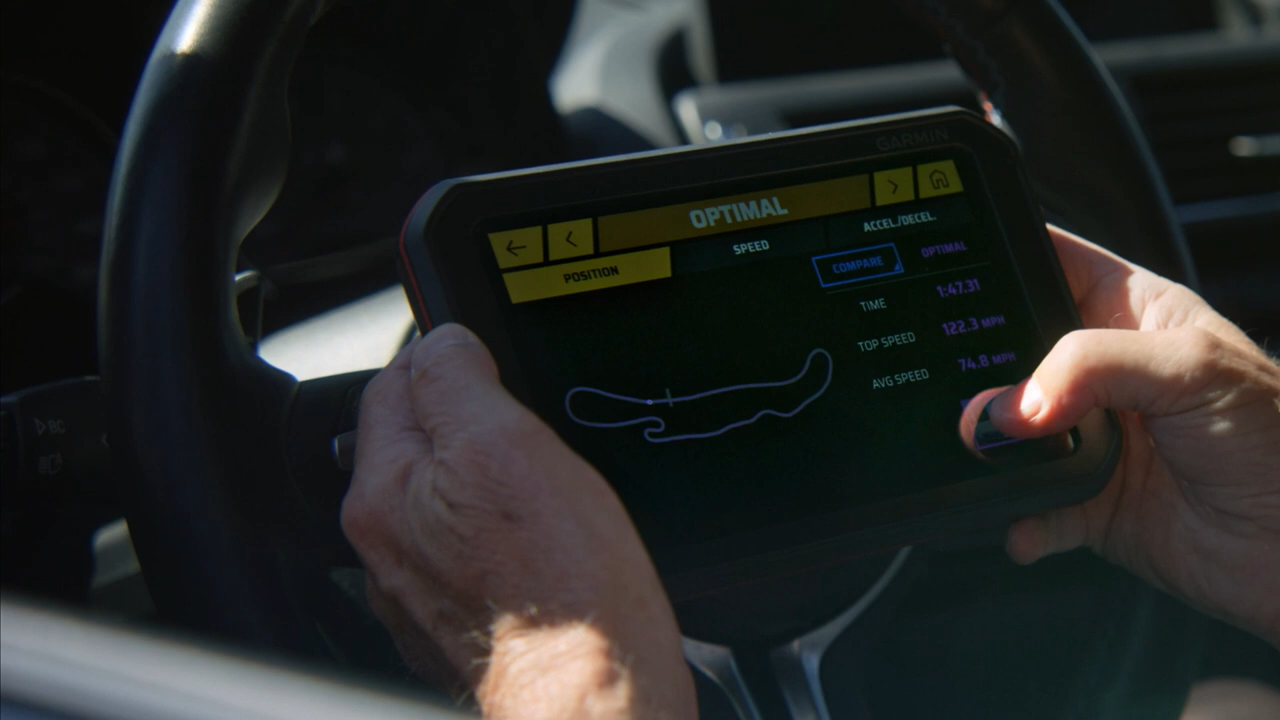 GARMIN
OPTIMAL
POSITION
SPEED
ACCEL./DECEL.
COMPARE
OPTIMAL
TIME 1:47.31
TOP SPEED 122.3 MPH
AVG SPEED 74.8 MPH